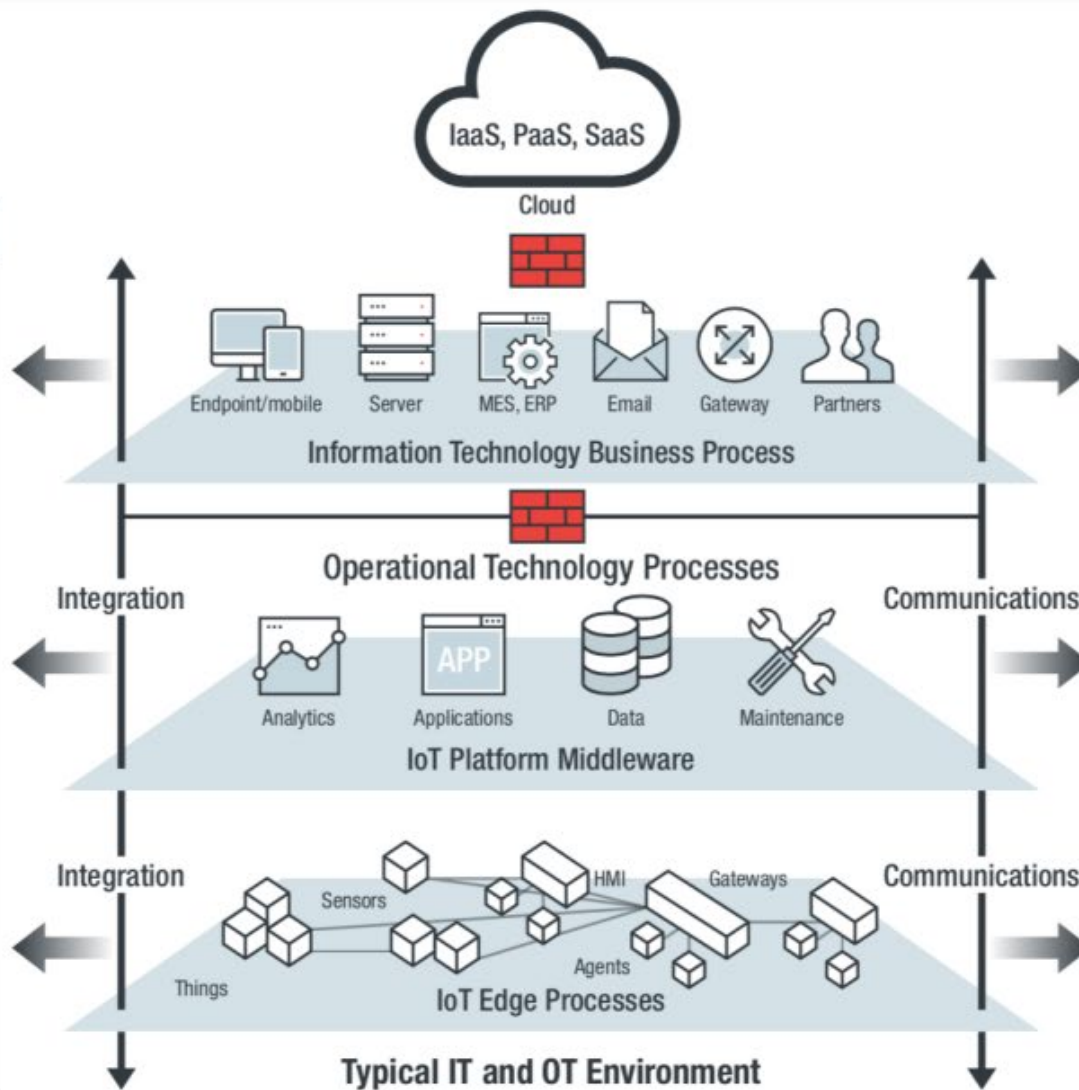 IaaS, PaaS, SaaS
Cloud
Endpoint/mobile
Server
MES, ERP
Email
Gateway
Partners
Information Technology Business Process
Operational Technology Processes
Integration
Communications
APP
Analytics
Applications
Data
Maintenance
IoT Platform Middleware
Integration
Communications
Sensors
HMI
Gateways
Things
Agents
IoT Edge Processes
Typical IT and OT Environment